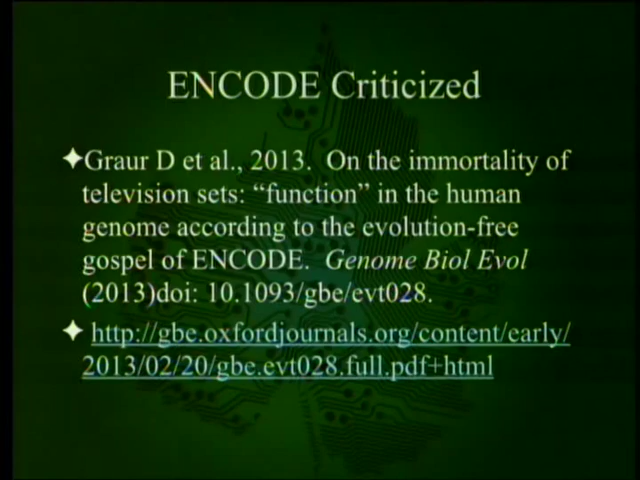 ENCODE Criticized
✦Graur D et al., 2013.  On the immortality of
television sets: “function” in the human
genome according to the evolution-free
gospel of ENCODE.  Genome Biol Evol
(2013)doi: 10.1093/gbe/evt028.
✦ http://gbe.oxfordjournals.org/content/early/
2013/02/20/gbe.evt028.full.pdf+html